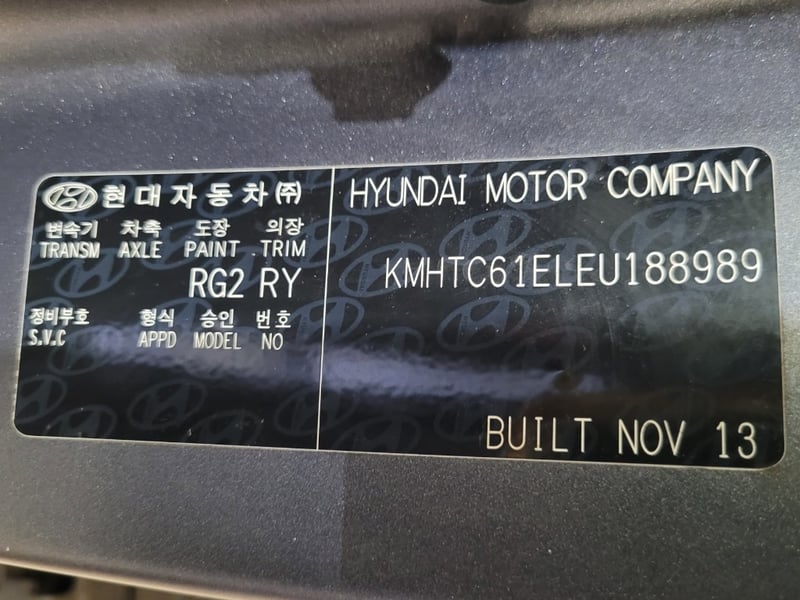 현대자동차㈜
변속기 차축 도장 의장
TRANSM AXLE PAINT TRIM
RG2 RY
정비부호 형식 승인 번호
S.V.C APPD MODEL NO
HYUNDAI MOTOR COMPANY
KMHTC61ELEU188989
BUILT NOV 13